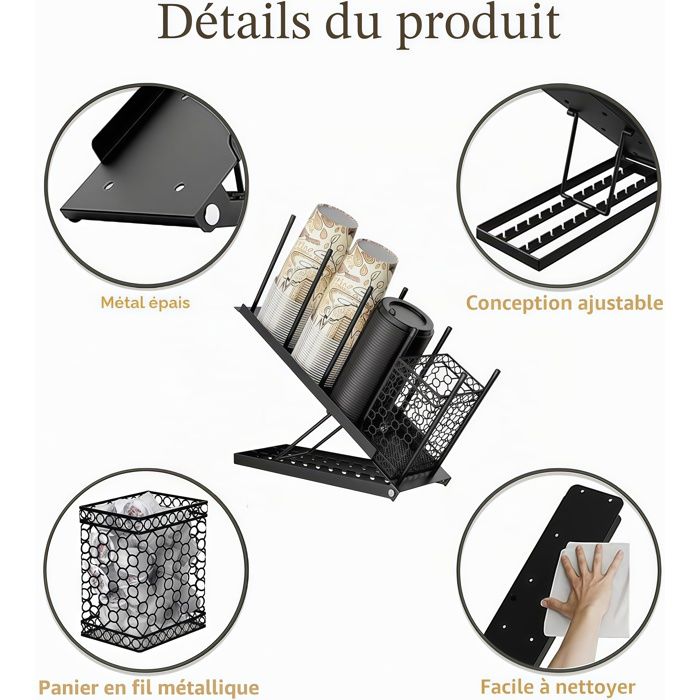 Détails du produit
Métal épais
Conception ajustable
Panier en fil métallique
Facile à nettoyer